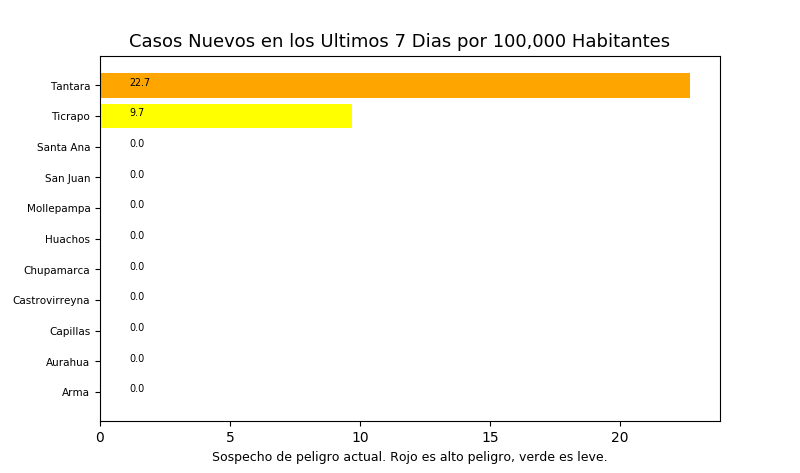 Casos Nuevos en los Ultimos 7 Dias por 100,000 Habitantes
Tantara 22.7
Ticrapo 9.7
Santa Ana 0.0
San Juan 0.0
Mollepampa 0.0
Huachos 0.0
Chupamarca 0.0
Castrovirreyna 0.0
Capillas 0.0
Aurahua 0.0
Arma 0.0
0 5 10 15 20
Sospecho de peligro actual. Rojo es alto peligro, verde es leve.